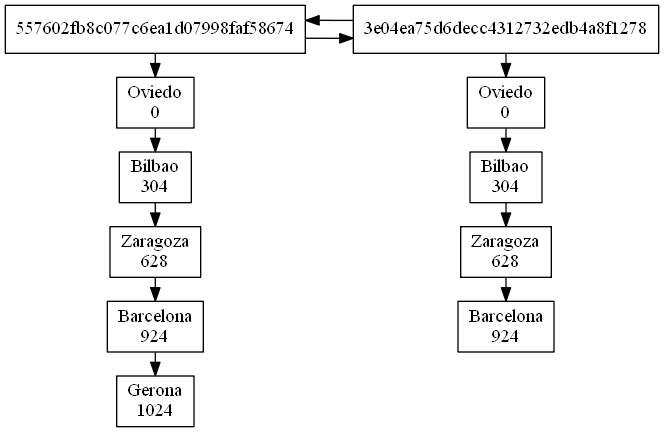 557602fb8c077c6ea1d07998faf58674
3e04ea75d6decc4312732edb4a8f1278
Oviedo
0
Bilbao
304
Zaragoza
628
Barcelona
924
Gerona
1024
Oviedo
0
Bilbao
304
Zaragoza
628
Barcelona
924